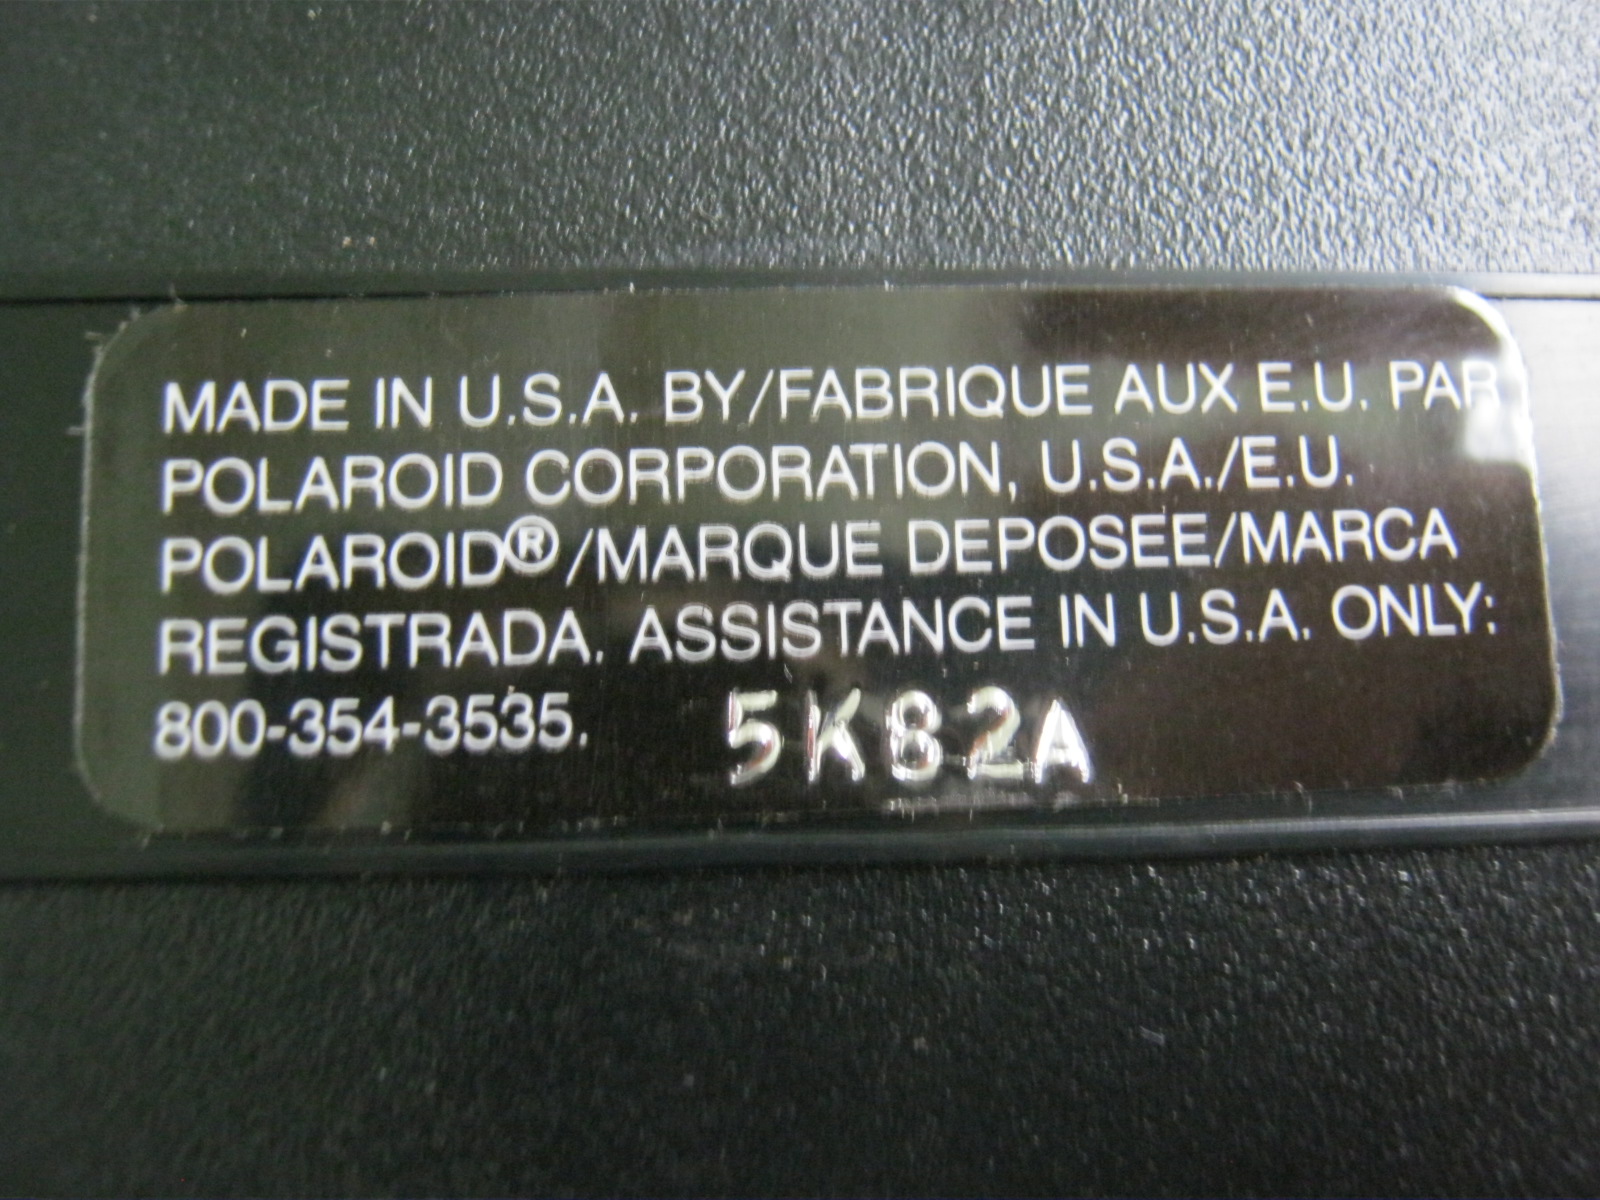 MADE IN U.S.A. BY/FABRIQUE AUX E.U. PAR
POLAROID CORPORATION, U.S.A./E.U.
POLAROID®/MARQUE DEPOSEE/MARCA
REGISTRADA. ASSISTANCE IN U.S.A. ONLY:
800-354-3535. 5K82A